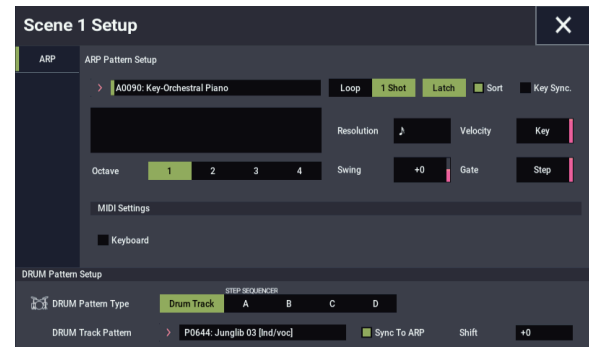 Scene 1 Setup
ARP
ARP Pattern Setup
A0090: Key-Orchestral Piano
Loop 1 Shot Latch Sort Key Sync.
Resolution ♪ Velocity Key
Octave 1 2 3 4 Swing +0 Gate Step
MIDI Settings
Keyboard
DRUM Pattern Setup
STEP SEQUENCER
DRUM Pattern Type Drum Track A B C D
DRUM Track Pattern P0644: Junglib 03 [Ind/voc] Sync To ARP Shift +0